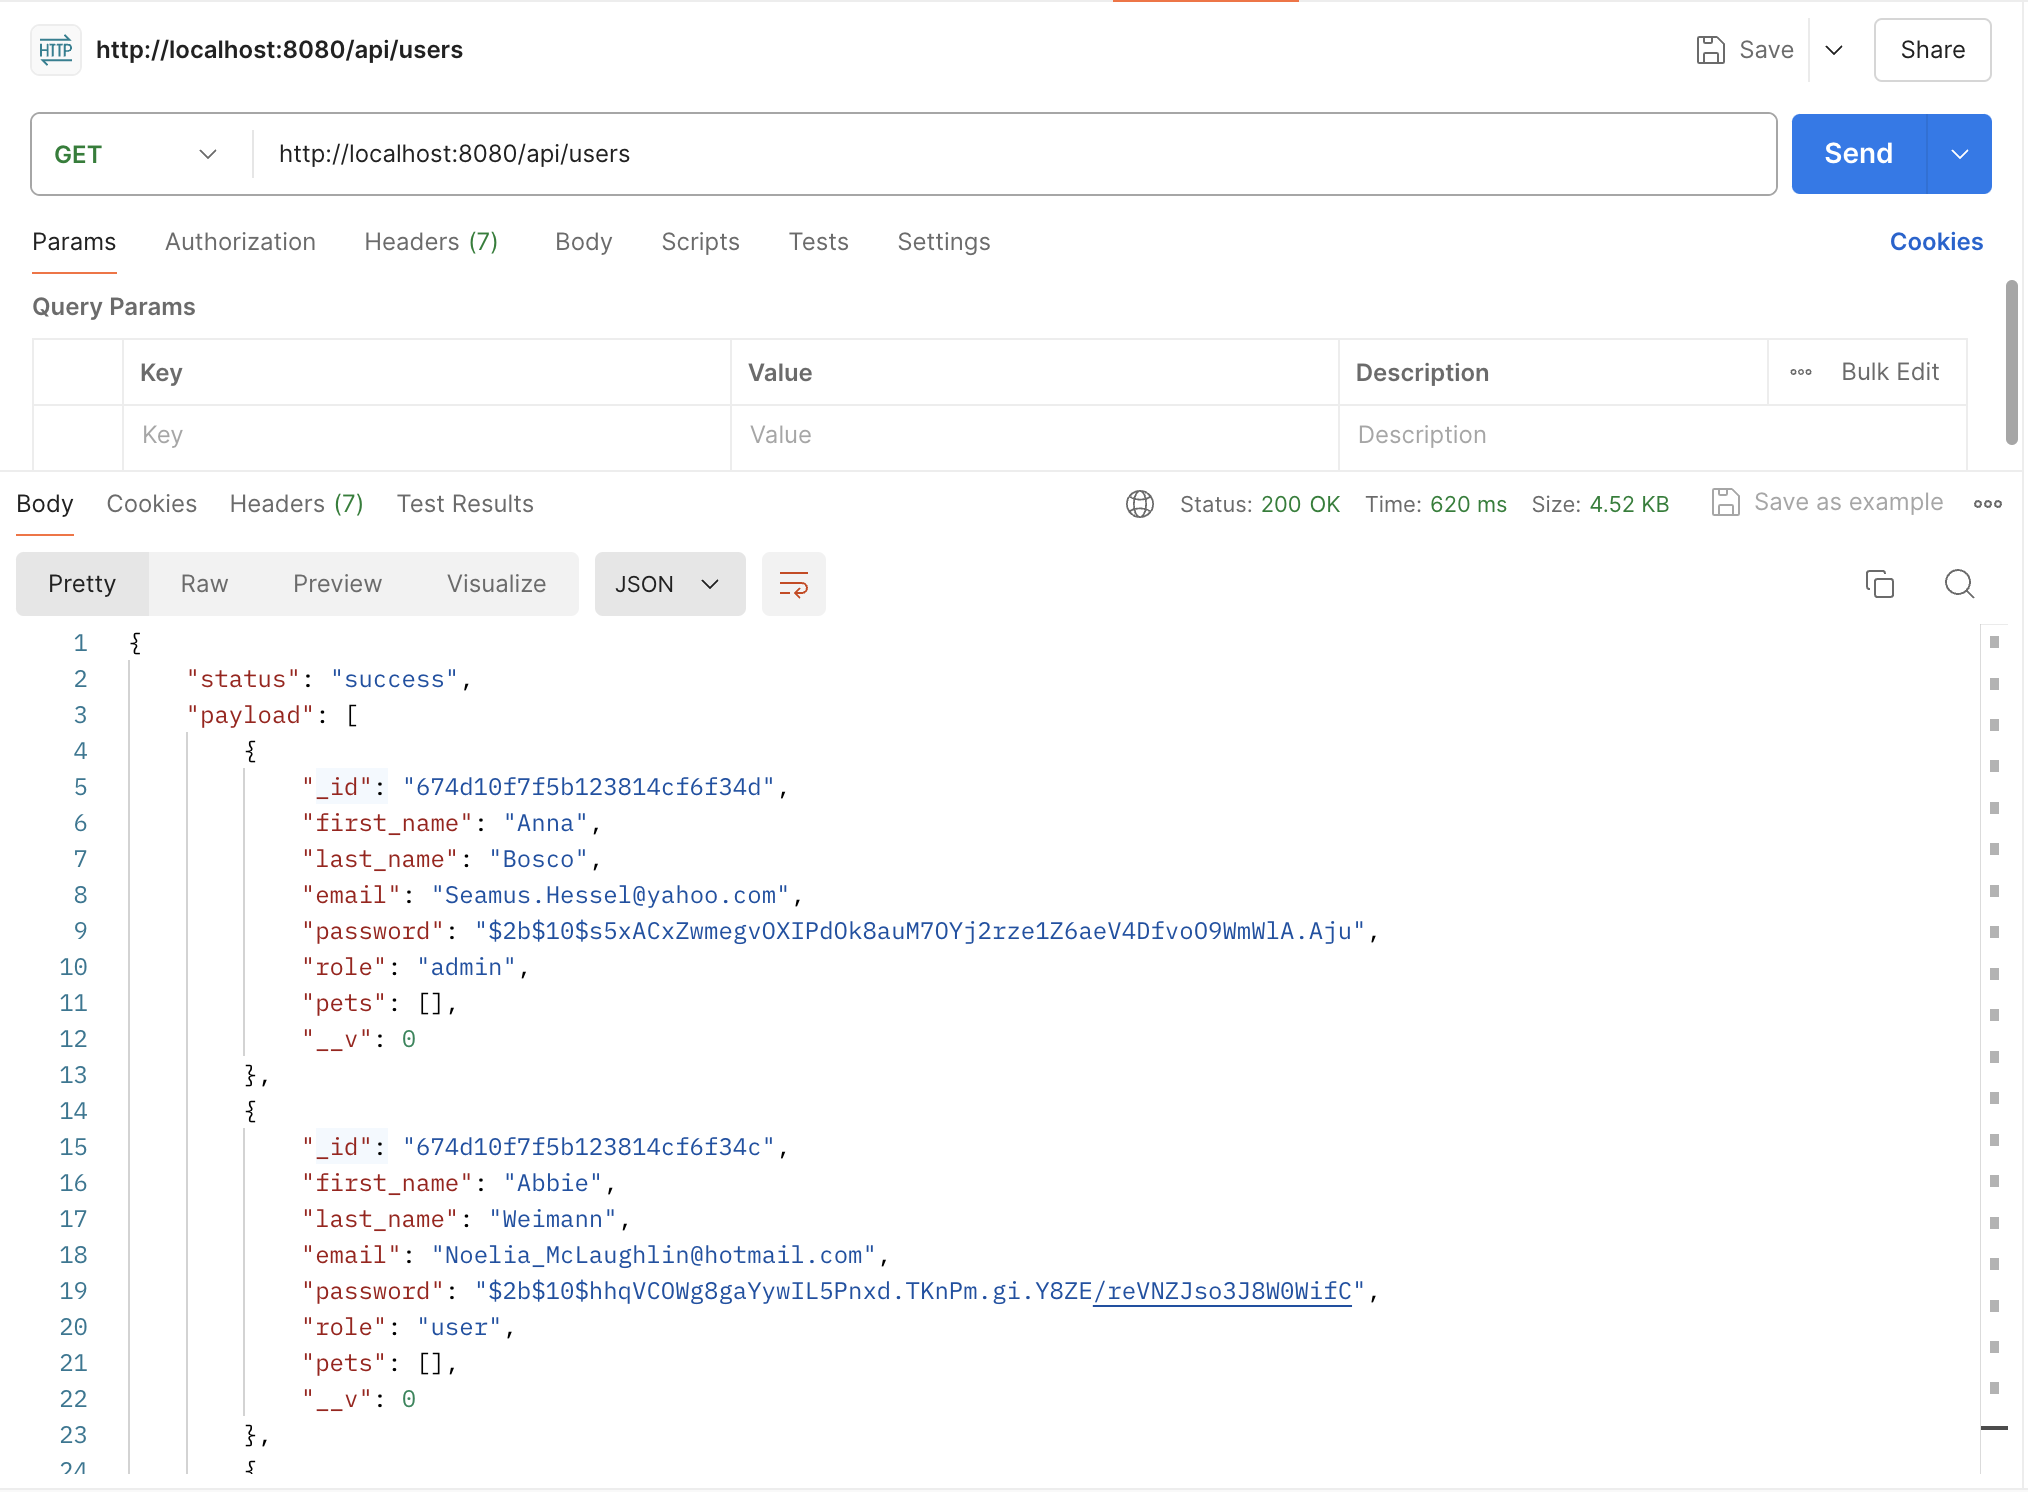 HTTP http://localhost:8080/api/users Save Share
GET http://localhost:8080/api/users Send
Params Authorization Headers (7) Body Scripts Tests Settings Cookies
Query Params
Key Value Description Bulk Edit
Key Value Description
Body Cookies Headers (7) Test Results Status: 200 OK Time: 620 ms Size: 4.52 KB Save as example
Pretty Raw Preview Visualize JSON
1 {
2 "status": "success",
3 "payload": [
4 {
5 "_id": "674d10f7f5b123814cf6f34d",
6 "first_name": "Anna",
7 "last_name": "Bosco",
8 "email": "Seamus.Hessel@yahoo.com",
9 "password": "$2b$10$s5xACxZwmegvOXIPdOk8auM7OYj2rze1Z6aeV4DfvoO9WmWlA.Aju",
10 "role": "admin",
11 "pets": [],
12 "__v": 0
13 },
14 {
15 "_id": "674d10f7f5b123814cf6f34c",
16 "first_name": "Abbie",
17 "last_name": "Weimann",
18 "email": "Noelia_McLaughlin@hotmail.com",
19 "password": "$2b$10$hhqVCOWg8gaYywIL5Pnxd.TKnPm.gi.Y8ZE/reVNZJso3J8W0WifC",
20 "role": "user",
21 "pets": [],
22 "__v": 0
23 },
24 {